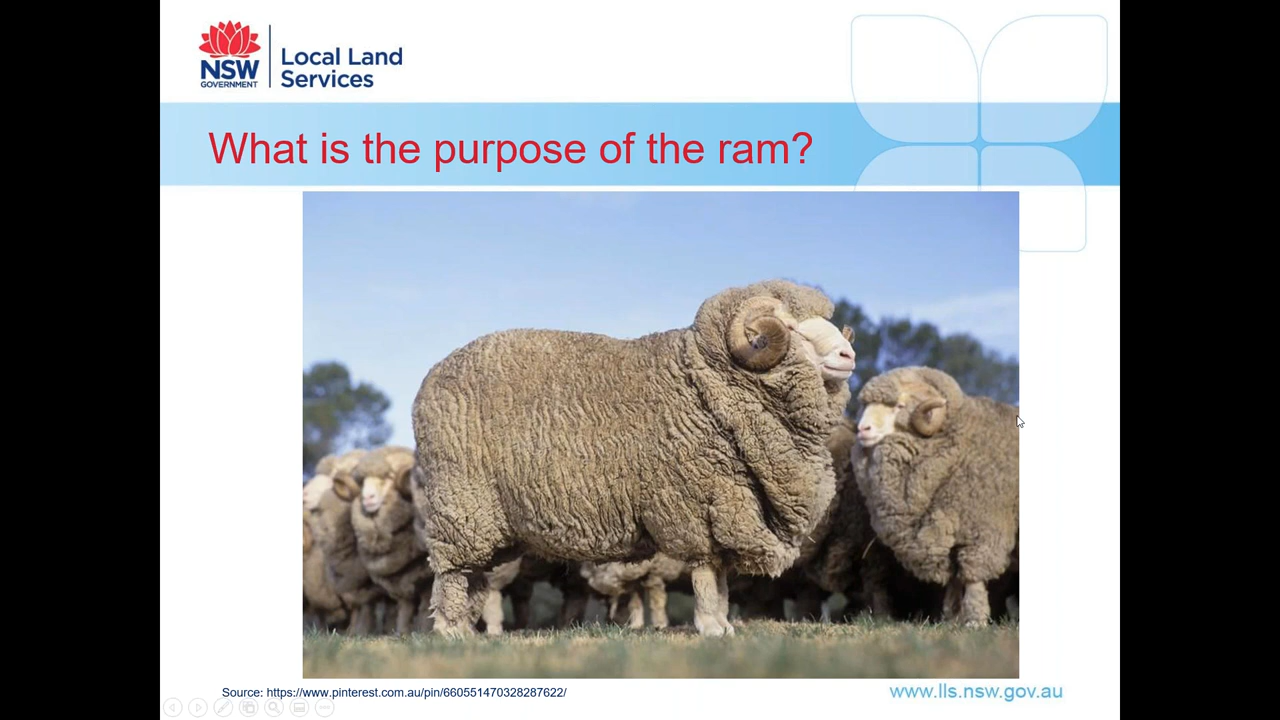 NSW
GOVERNMENT
Local Land
Services
What is the purpose of the ram?
Source: https://www.pinterest.com.au/pin/660551470328287622/
www.lls.nsw.gov.au